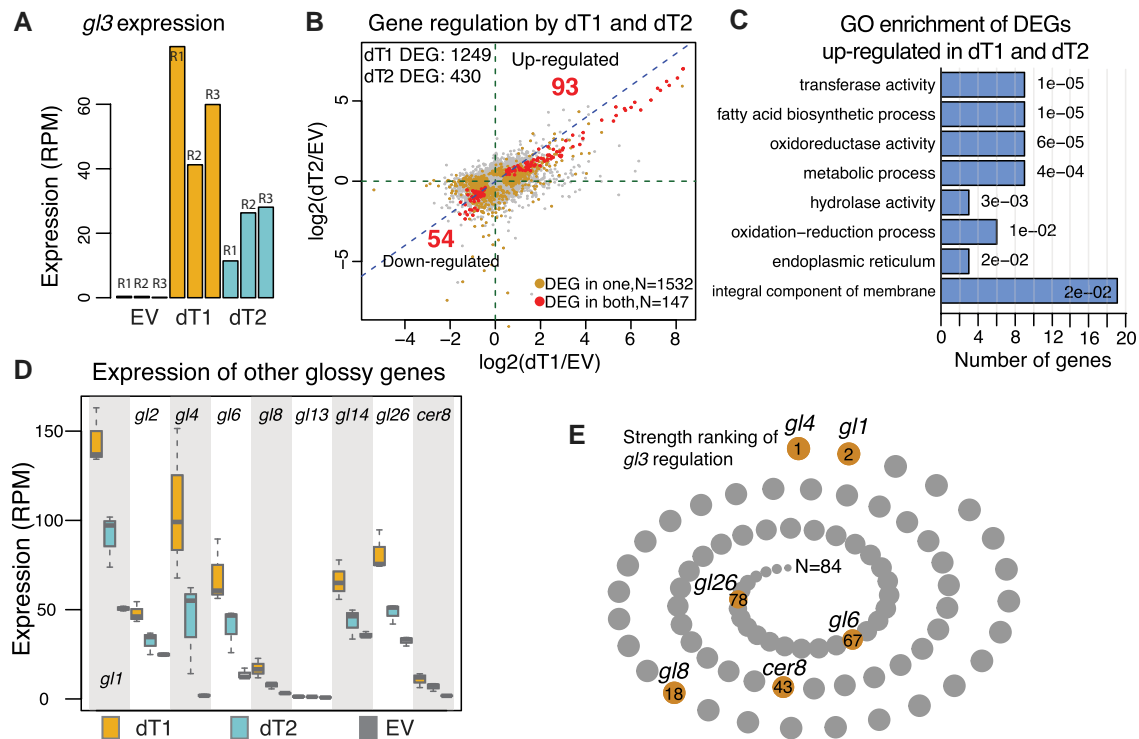 A
gl3 expression
Expression (RPM)
60
40
20
0
R1
R2
R3
R1
R2
R3
R1
R2
R3
EV
dT1
dT2
B
Gene regulation by dT1 and dT2
dT1 DEG: 1249
dT2 DEG: 430
Up-regulated
93
54
Down-regulated
DEG in one,N=1532
DEG in both,N=147
log2(dT2/EV)
5
0
−5
−4
−2
0
2
4
6
8
log2(dT1/EV)
C
GO enrichment of DEGs
up-regulated in dT1 and dT2
transferase activity 1e−05
fatty acid biosynthetic process 1e−05
oxidoreductase activity 6e−05
metabolic process 4e−04
hydrolase activity 3e−03
oxidation−reduction process 1e−02
endoplasmic reticulum 2e−02
integral component of membrane 2e−-02
0 4 8 12 16 20
Number of genes
D
Expression of other glossy genes
Expression (RPM)
150
100
50
0
gl1
gl2
gl4
gl6
gl8
gl13
gl14
gl26
cer8
dT1
dT2
EV
E
Strength ranking of
gl3 regulation
gl4
1
gl1
2
N=84
gl26
78
gl6
67
gl8
18
cer8
43